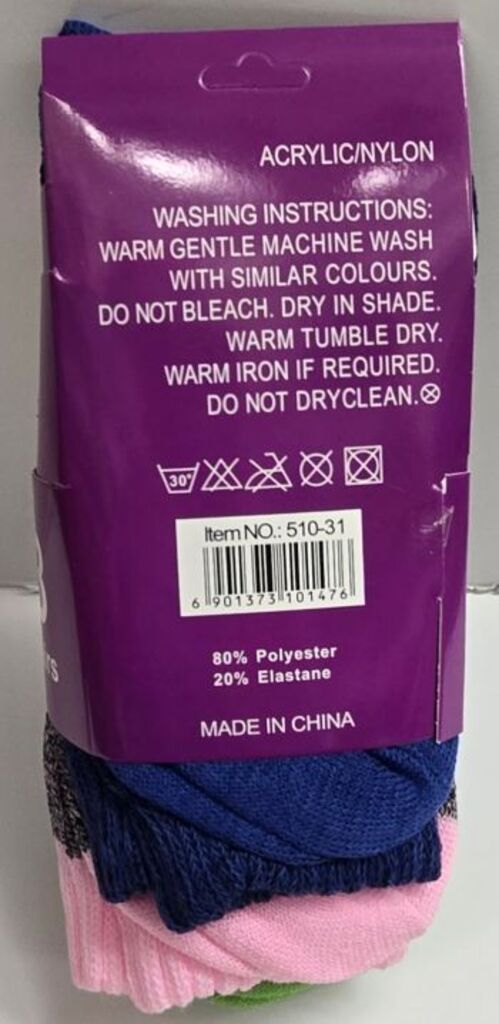 ACRYLIC/NYLON
WASHING INSTRUCTIONS:
WARM GENTLE MACHINE WASH
WITH SIMILAR COLOURS.
DO NOT BLEACH. DRY IN SHADE.
WARM TUMBLE DRY.
WARM IRON IF REQUIRED.
DO NOT DRYCLEAN.
30°
Item NO.: 510-31
6 901373 101476
80% Polyester
20% Elastane
MADE IN CHINA